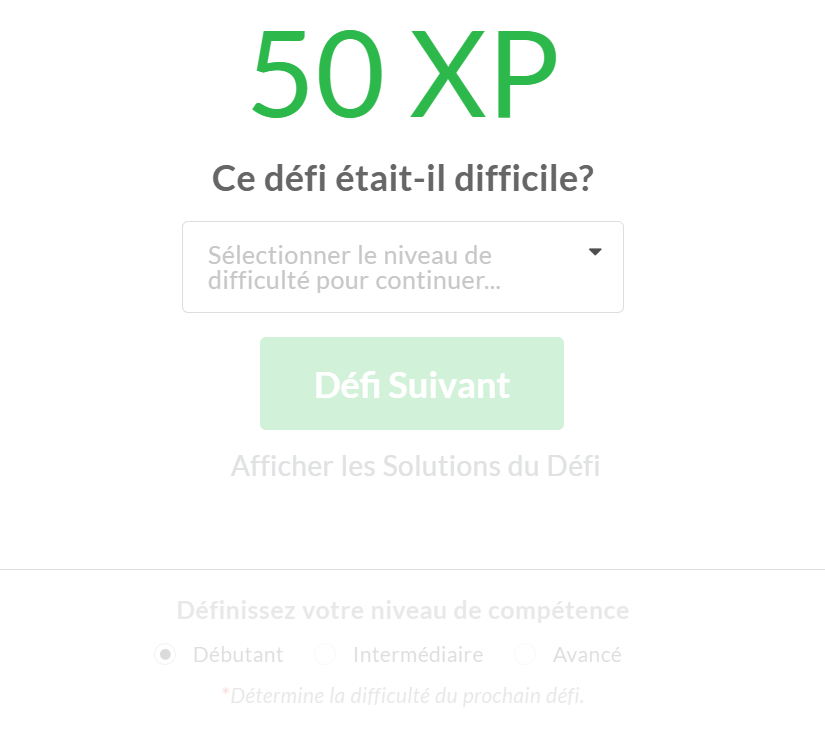 50 XP
Ce défi était-il difficile?
Sélectionner le niveau de
difficulté pour continuer...
Défi Suivant
Afficher les Solutions du Défi
Définissez votre niveau de compétence
Débutant Intermédiaire Avancé
*Détermine la difficulté du prochain défi.